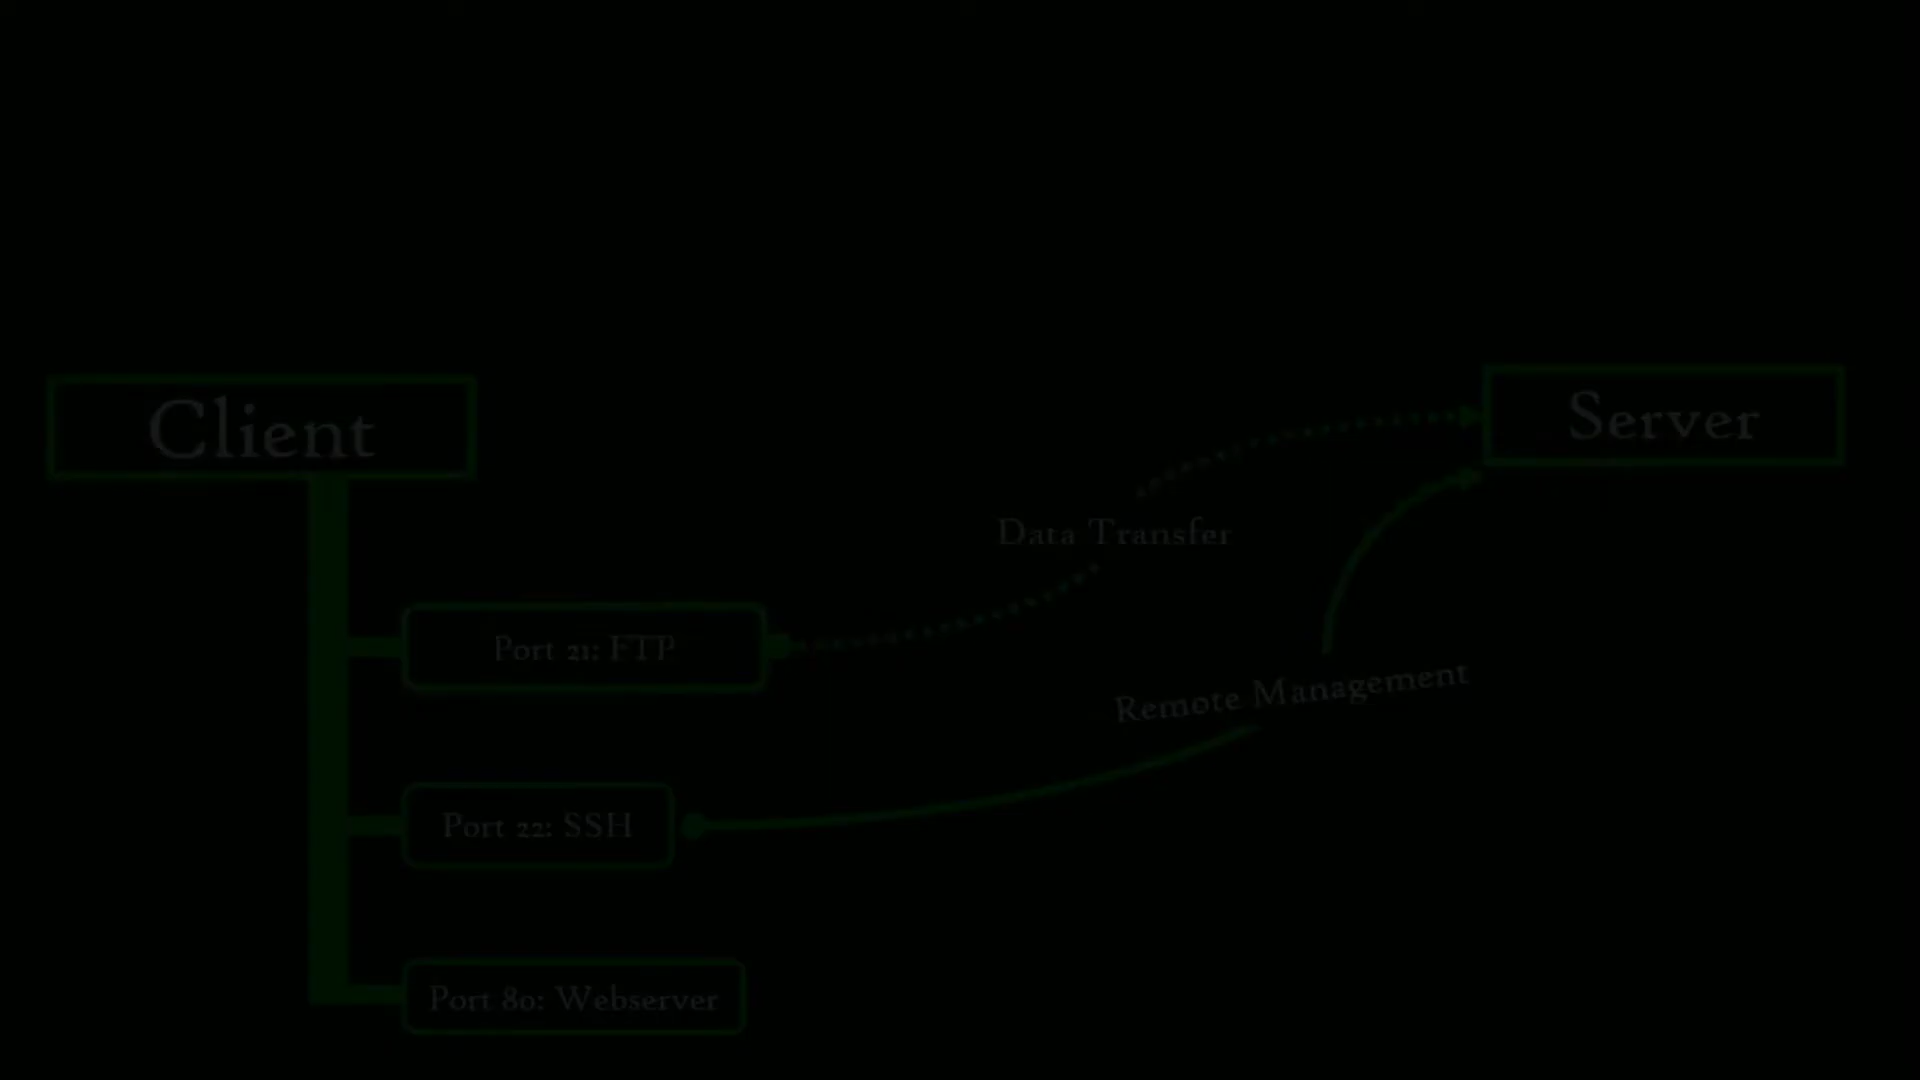 Client
Server
Data Transfer
Port 21: FTP
Remote Management
Port 22: SSH
Port 80: Webserver